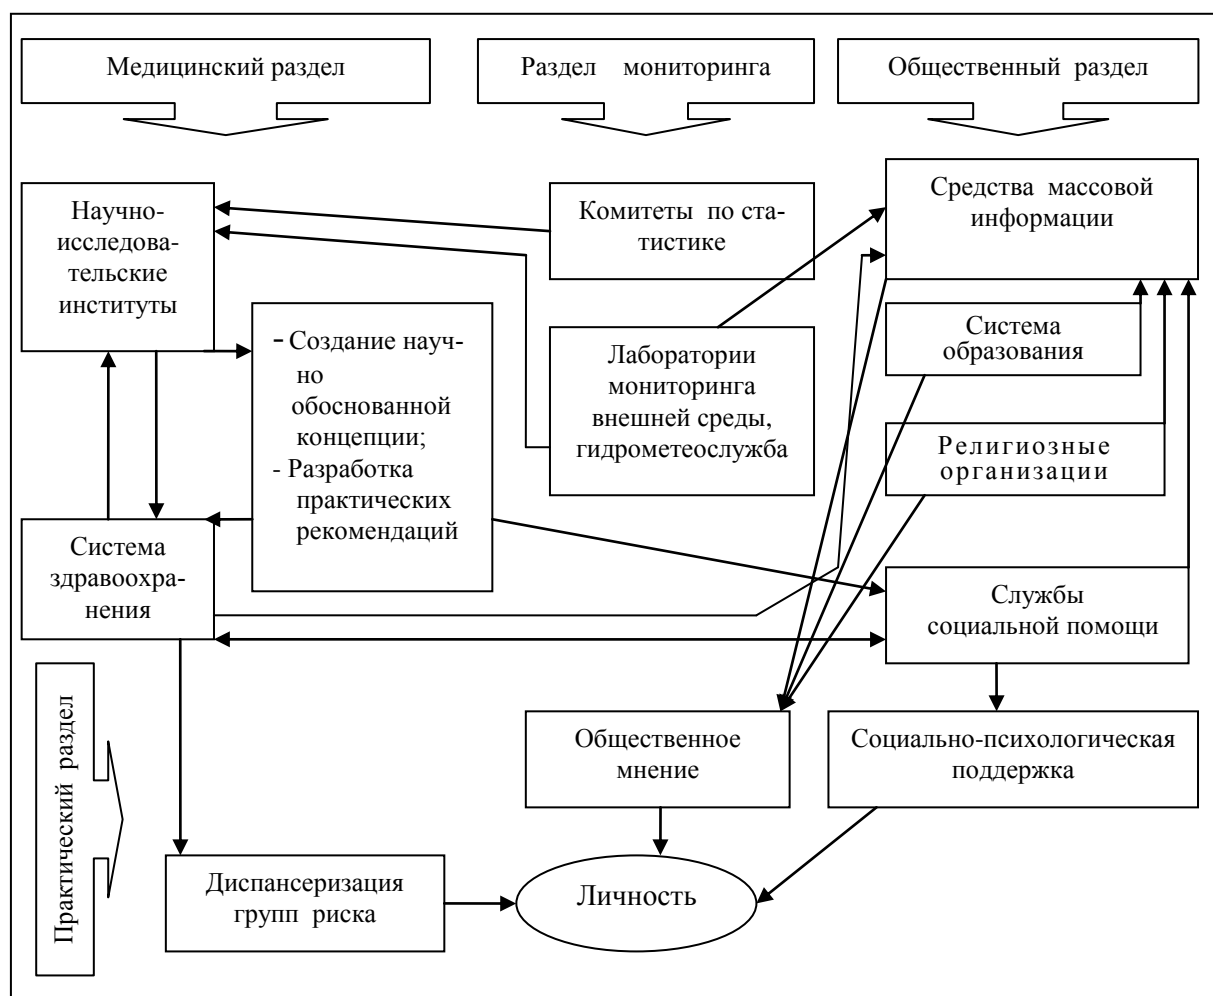 Медицинский раздел
Раздел мониторинга
Общественный раздел
Научно-
исследова-
тельские
институты
Комитеты по ста-
тистике
Средства массовой
информации
- Создание науч-
но
обоснованной
концепции;
- Разработка
практических
рекомендаций
Лаборатории
мониторинга
внешней среды,
гидрометеослужба
Система
образования
Религиозные
организации
Система
здравоохра-
нения
Службы
социальной помощи
Практический раздел
Общественное
мнение
Социально-психологическая
поддержка
Диспансеризация
групп риска
Личность